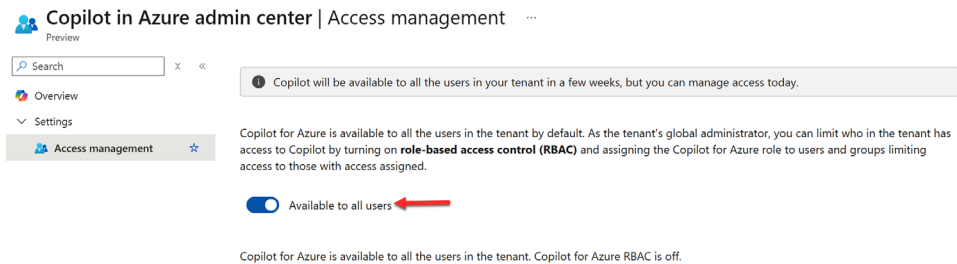 Copilot in Azure admin center | Access management ...
Preview
Search
Overview
Settings
Access management
Copilot will be available to all the users in your tenant in a few weeks, but you can manage access today.
Copilot for Azure is available to all the users in the tenant by default. As the tenant's global administrator, you can limit who in the tenant has
access to Copilot by turning on role-based access control (RBAC) and assigning the Copilot for Azure role to users and groups limiting
access to those with access assigned.
Available to all users
Copilot for Azure is available to all the users in the tenant. Copilot for Azure RBAC is off.